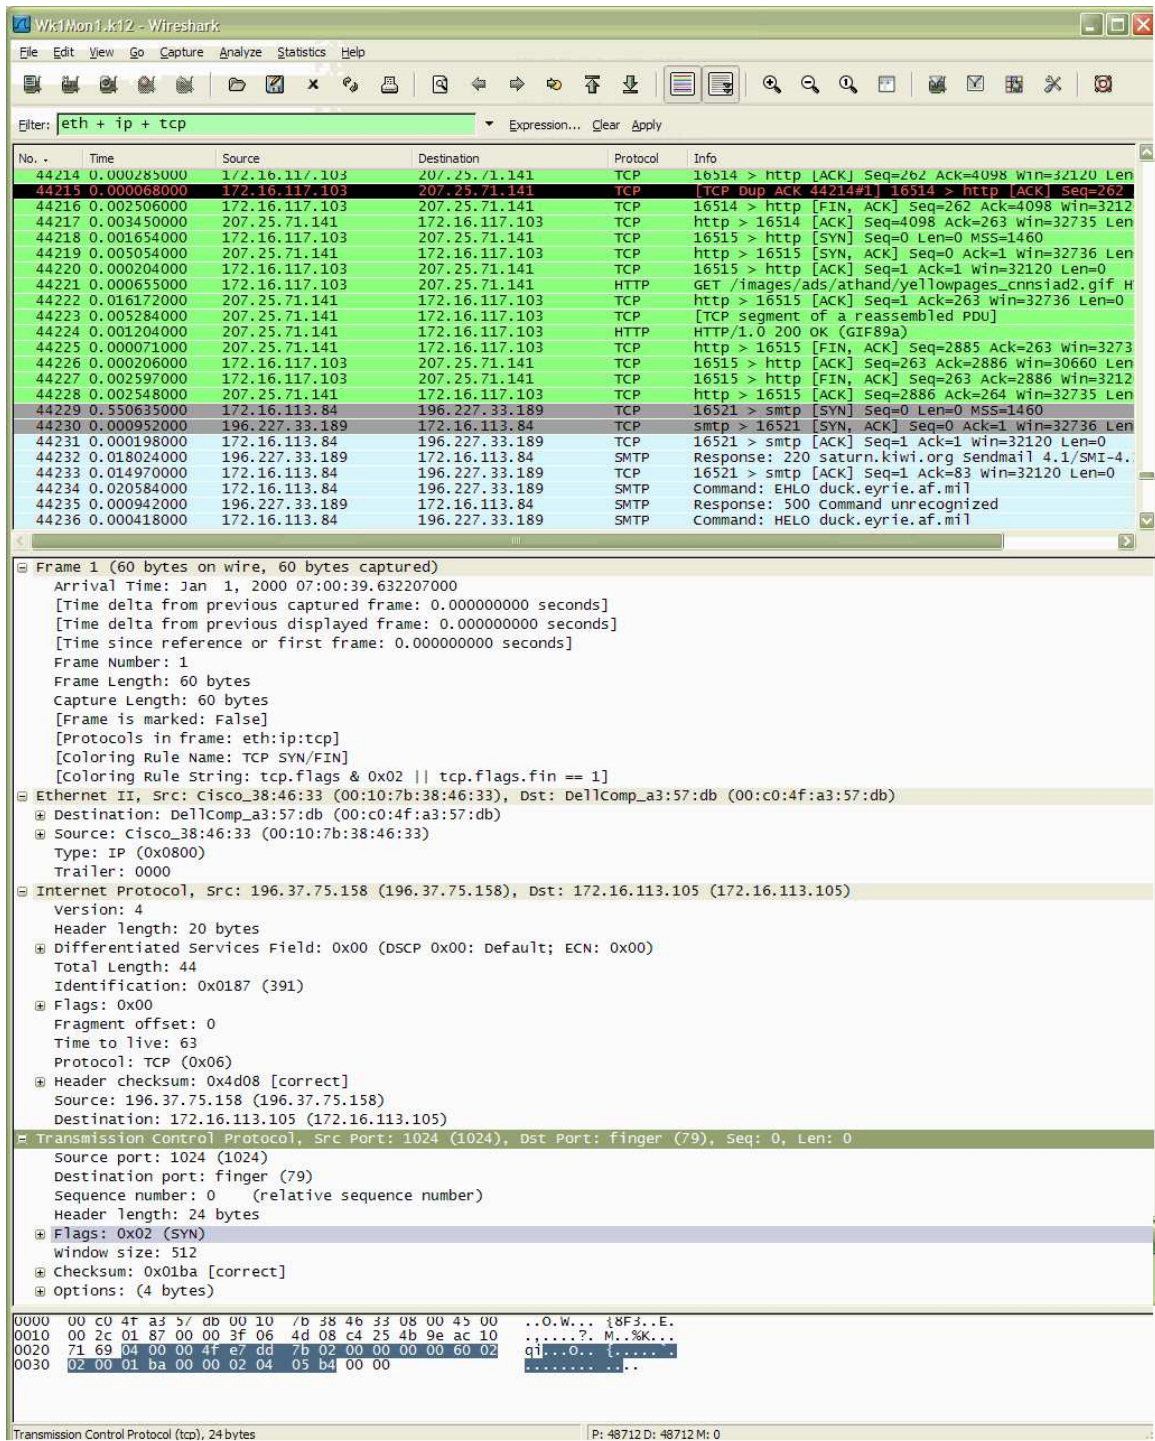 Wk1Mon1.k12 - Wireshark
File Edit View Go Capture Analyze Statistics Help
Filter: eth + ip + tcp Expression... Clear Apply
No. . Time Source Destination Protocol Info
44214 0.000285000 172.16.117.103 207.25.71.141 TCP 16514 > http [ACK] Seq=262 Ack=4098 Win=32120 Len
44215 0.000068000 172.16.117.103 207.25.71.141 TCP [TCP Dup ACK 44214#1] 16514 > http [ACK] Seq=262
44216 0.002506000 172.16.117.103 207.25.71.141 TCP 16514 > http [FIN, ACK] Seq=262 Ack=4098 Win=3212
44217 0.003450000 207.25.71.141 172.16.117.103 TCP http > 16514 [ACK] Seq=4098 Ack=263 Win=32735 Len
44218 0.001654000 172.16.117.103 207.25.71.141 TCP 16515 > http [SYN] Seq=0 Len=0 MSS=1460
44219 0.005054000 207.25.71.141 172.16.117.103 TCP http > 16515 [SYN, ACK] Seq=0 Ack=1 Win=32736 Len
44220 0.000204000 172.16.117.103 207.25.71.141 TCP 16515 > http [ACK] Seq=1 Ack=1 Win=32120 Len=0
44221 0.000655000 172.16.117.103 207.25.71.141 HTTP GET /images/ads/athand/yellowpages_cnnsiad2.gif H
44222 0.016172000 207.25.71.141 172.16.117.103 TCP http > 16515 [ACK] Seq=1 Ack=263 Win=32736 Len=0
44223 0.005284000 207.25.71.141 172.16.117.103 TCP [TCP segment of a reassembled PDU]
44224 0.001204000 207.25.71.141 172.16.117.103 HTTP HTTP/1.0 200 OK (GIF89a)
44225 0.000071000 207.25.71.141 172.16.117.103 TCP http > 16515 [FIN, ACK] Seq=2885 Ack=263 Win=3273
44226 0.000206000 172.16.117.103 207.25.71.141 TCP 16515 > http [ACK] Seq=263 Ack=2886 Win=30660 Len
44227 0.002597000 172.16.117.103 207.25.71.141 TCP 16515 > http [FIN, ACK] Seq=263 Ack=2886 Win=3212
44228 0.002548000 207.25.71.141 172.16.117.103 TCP http > 16515 [ACK] Seq=2886 Ack=264 Win=32735 Len
44229 0.550635000 172.16.113.84 196.227.33.189 TCP 16521 > smtp [SYN] Seq=0 Len=0 MSS=1460
44230 0.000952000 196.227.33.189 172.16.113.84 TCP smtp > 16521 [SYN, ACK] Seq=0 Ack=1 Win=32736 Len
44231 0.000198000 172.16.113.84 196.227.33.189 TCP 16521 > smtp [ACK] Seq=1 Ack=1 Win=32120 Len=0
44232 0.018024000 196.227.33.189 172.16.113.84 SMTP Response: 220 saturn.kiwi.org Sendmail 4.1/SMI-4.
44233 0.014970000 172.16.113.84 196.227.33.189 TCP 16521 > smtp [ACK] Seq=1 Ack=83 Win=32120 Len=0
44234 0.020584000 172.16.113.84 196.227.33.189 SMTP Command: EHLO duck.eyrie.af.mil
44235 0.000942000 196.227.33.189 172.16.113.84 SMTP Response: 500 Command unrecognized
44236 0.000418000 172.16.113.84 196.227.33.189 SMTP Command: HELO duck.eyrie.af.mil
Frame 1 (60 bytes on wire, 60 bytes captured)
Arrival Time: Jan 1, 2000 07:00:39.632207000
[Time delta from previous captured frame: 0.000000000 seconds]
[Time delta from previous displayed frame: 0.000000000 seconds]
[Time since reference or first frame: 0.000000000 seconds]
Frame Number: 1
Frame Length: 60 bytes
Capture Length: 60 bytes
[Frame is marked: False]
[Protocols in frame: eth:ip:tcp]
[Coloring Rule Name: TCP SYN/FIN]
[Coloring Rule String: tcp.flags & 0x02 || tcp.flags.fin == 1]
Ethernet II, Src: Cisco_38:46:33 (00:10:7b:38:46:33), Dst: DellComp_a3:57:db (00:c0:4f:a3:57:db)
Destination: DellComp_a3:57:db (00:c0:4f:a3:57:db)
Source: Cisco_38:46:33 (00:10:7b:38:46:33)
Type: IP (0x0800)
Trailer: 0000
Internet Protocol, Src: 196.37.75.158 (196.37.75.158), Dst: 172.16.113.105 (172.16.113.105)
Version: 4
Header length: 20 bytes
Differentiated Services Field: 0x00 (DSCP 0x00: Default; ECN: 0x00)
Total Length: 44
Identification: 0x0187 (391)
Flags: 0x00
Fragment offset: 0
Time to live: 63
Protocol: TCP (0x06)
Header checksum: 0x4d08 [correct]
Source: 196.37.75.158 (196.37.75.158)
Destination: 172.16.113.105 (172.16.113.105)
Transmission Control Protocol, Src Port: 1024 (1024), Dst Port: finger (79), Seq: 0, Len: 0
Source port: 1024 (1024)
Destination port: finger (79)
Sequence number: 0 (relative sequence number)
Header length: 24 bytes
Flags: 0x02 (SYN)
Window size: 512
Checksum: 0x01ba [correct]
Options: (4 bytes)
0000 00 c0 4f a3 57 db 00 10 7b 38 46 33 08 00 45 00 ..O.W... {8F3..E.
0010 00 2c 01 87 00 00 3f 06 4d 08 c4 25 4b 9e ac 10 .,....?. M..%K...
0020 71 69 04 00 00 4f e7 dd 7b 02 00 00 00 00 60 02 qi...O.. {.....`.
0030 02 00 01 ba 00 00 02 04 05 b4 00 00 ........ ....
Transmission Control Protocol (tcp), 24 bytes P: 48712 D: 48712 M: 0